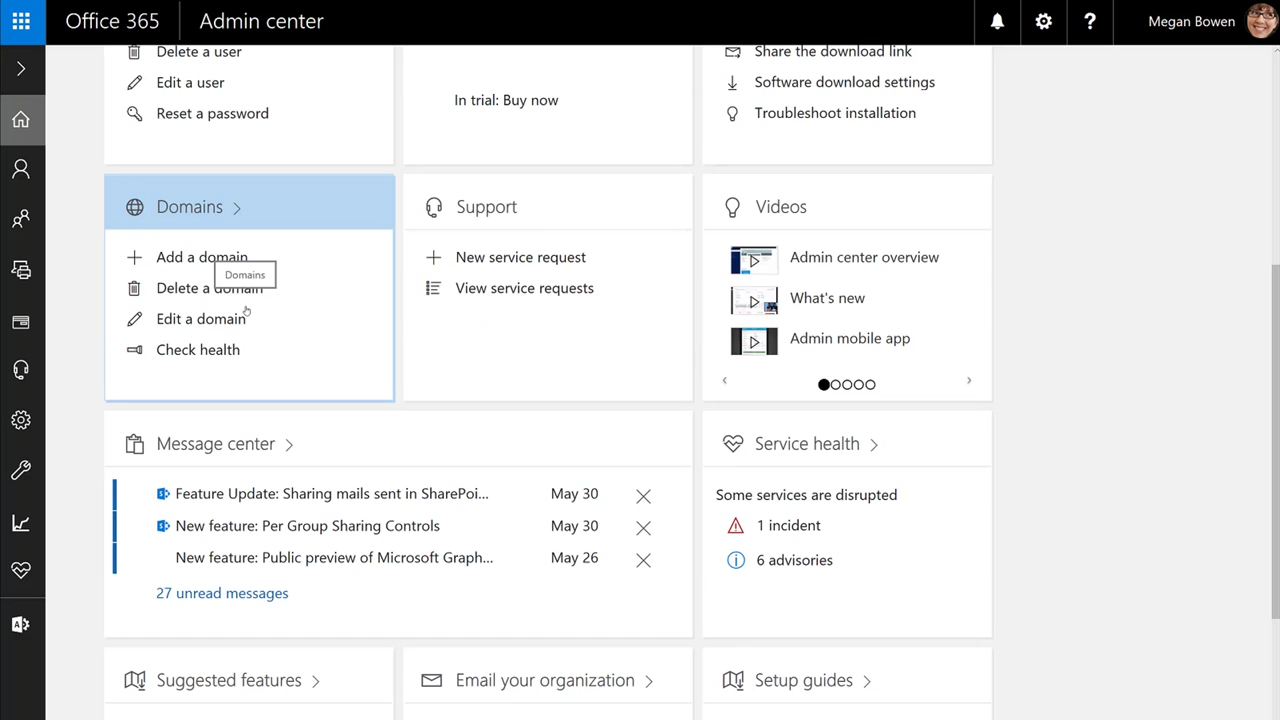 Office 365
Admin center
Megan Bowen
Delete a user
Edit a user
Reset a password
In trial: Buy now
Share the download link
Software download settings
Troubleshoot installation
Domains
Add a domain
Domains
Delete a domain
Edit a domain
Check health
Support
New service request
View service requests
Videos
Admin center overview
What's new
Admin mobile app
Message center
Feature Update: Sharing mails sent in SharePoi... May 30
New feature: Per Group Sharing Controls May 30
New feature: Public preview of Microsoft Graph... May 26
27 unread messages
Service health
Some services are disrupted
1 incident
6 advisories
Suggested features
Email your organization
Setup guides